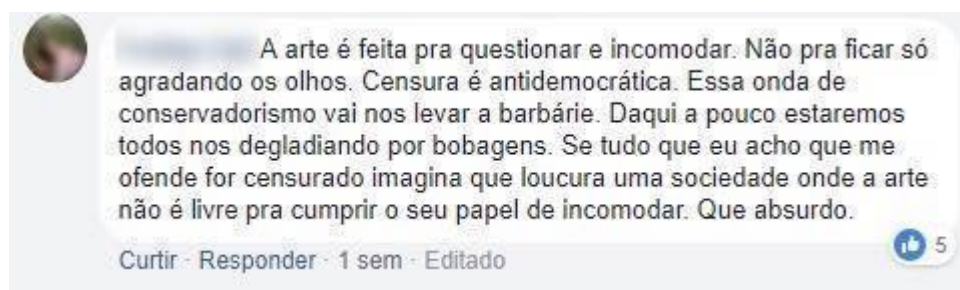 A arte é feita pra questionar e incomodar. Não pra ficar só
agradando os olhos. Censura é antidemocrática. Essa onda de
conservadorismo vai nos levar a barbárie. Daqui a pouco estaremos
todos nos degladiando por bobagens. Se tudo que eu acho que me
ofende for censurado imagina que loucura uma sociedade onde a arte
não é livre pra cumprir o seu papel de incomodar. Que absurdo.
5
Curtir · Responder · 1 sem · Editado